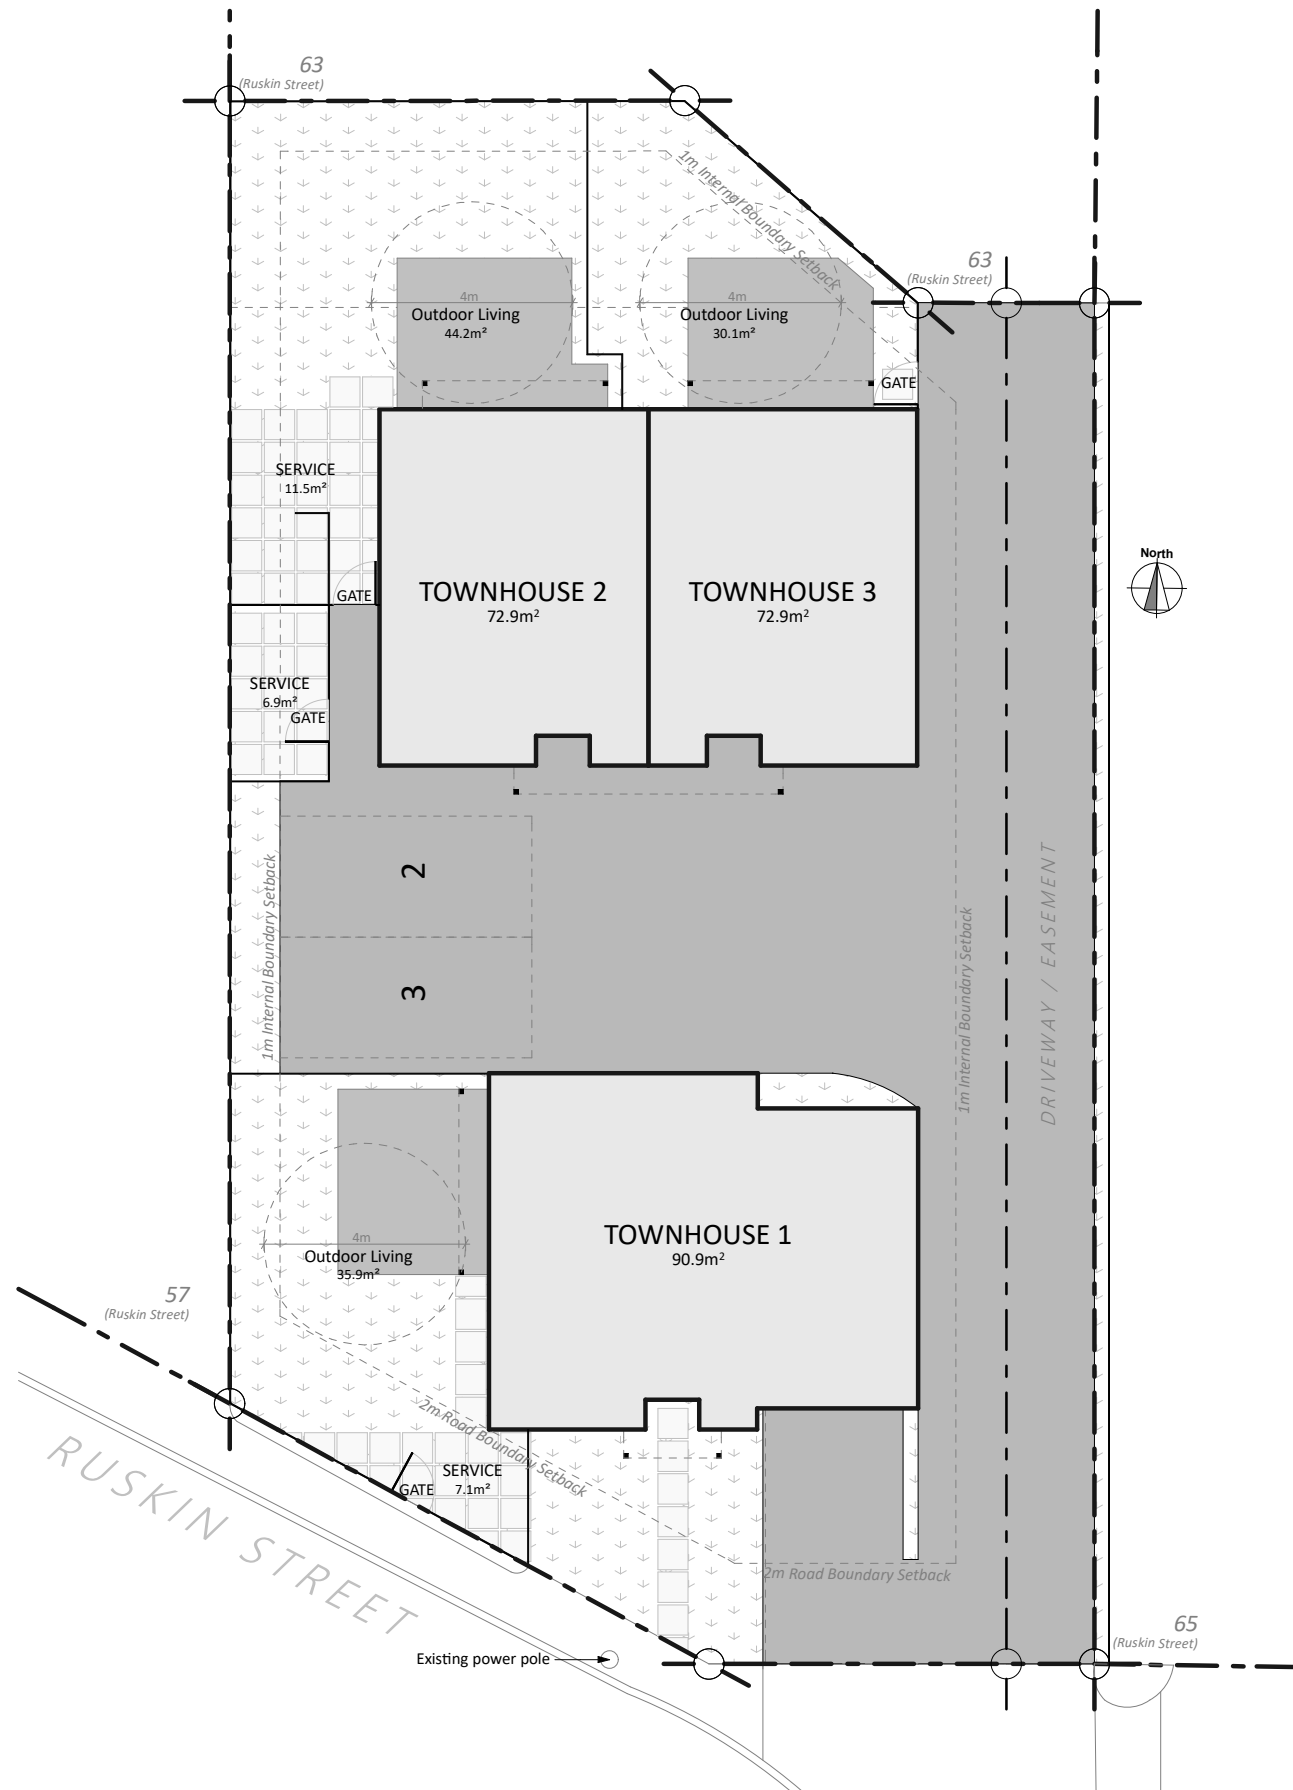 63
(Ruskin Street)
1m Internal Boundary Setback
63
(Ruskin Street)
4m
Outdoor Living
44.2m²
4m
Outdoor Living
30.1m²
GATE
SERVICE
11.5m²
GATE
TOWNHOUSE 2
72.9m²
TOWNHOUSE 3
72.9m²
North
SERVICE
6.9m²
GATE
2
3
1m Internal Boundary Setback
1m Internal Boundary Setback
DRIVEWAY / EASEMENT
4m
Outdoor Living
35.9m²
TOWNHOUSE 1
90.9m²
57
(Ruskin Street)
2m Road Boundary Setback
SERVICE
7.1m²
GATE
RUSKIN STREET
2m Road Boundary Setback
Existing power pole
65
(Ruskin Street)